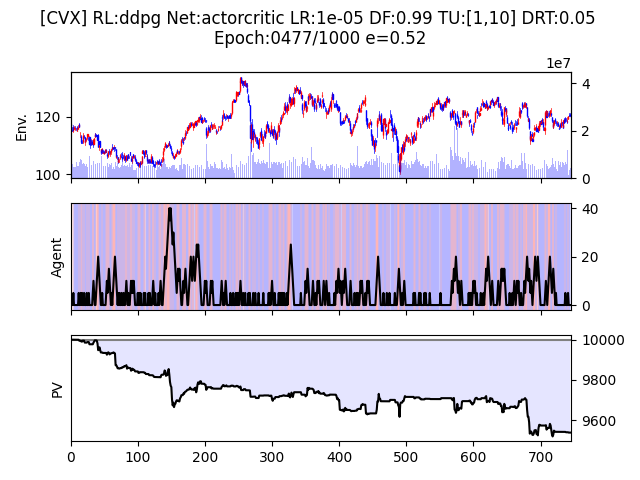 [CVX] RL:ddpg Net:actorcritic LR:1e-05 DF:0.99 TU:[1,10] DRT:0.05
Epoch:0477/1000 e=0.52
1e7
Env.
120
100
4
2
0
Agent
40
20
0
PV
10000
9800
9600
0 100 200 300 400 500 600 700